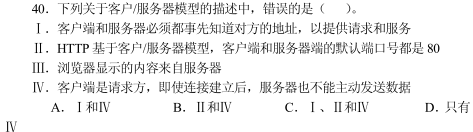 40．下列关于客户/服务器模型的描述中，错误的是（　　）。
Ⅰ．客户端和服务器必须都事先知道对方的地址，以提供请求和服务
Ⅱ．HTTP 基于客户/服务器模型，客户端和服务器端的默认端口号都是 80
Ⅲ．浏览器显示的内容来自服务器
Ⅳ．客户端是请求方，即使连接建立后，服务器也不能主动发送数据
A．Ⅰ和Ⅳ　　B．Ⅱ和Ⅳ　　C．Ⅰ、Ⅱ和Ⅳ　　D．只有
Ⅳ